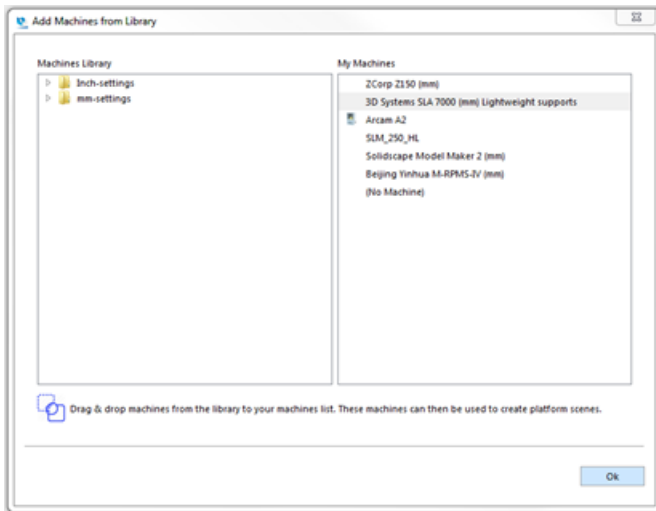 Add Machines from Library
Machines Library
Inch-settings
mm-settings
My Machines
ZCorp Z150 (mm)
3D Systems SLA 7000 (mm) Lightweight supports
Arcam A2
SLM_250_HL
Solidscape Model Maker 2 (mm)
Beijing Yinhua M-RPMS-IV (mm)
(No Machine)
Drag & drop machines from the library to your machines list. These machines can then be used to create platform scenes.
Ok